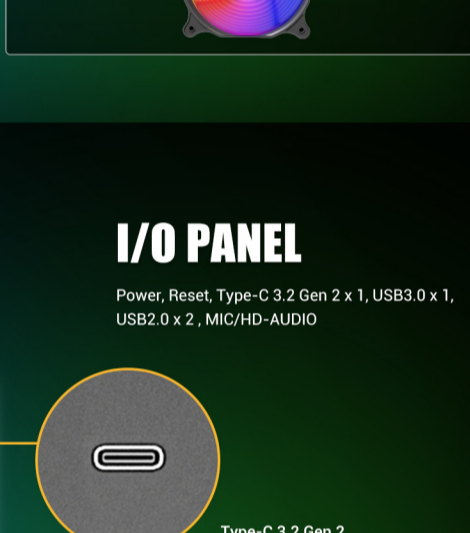 I/O PANEL
Power, Reset, Type-C 3.2 Gen 2 x 1, USB3.0 x 1,
USB2.0 x 2 , MIC/HD-AUDIO
Type-C 3.2 Gen 2